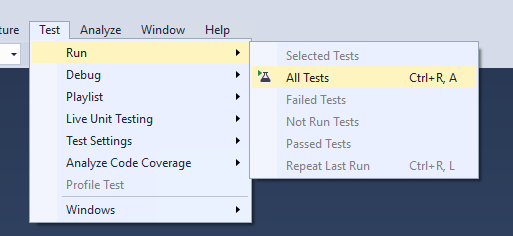 ture Test Analyze Window Help
Run
Debug
Playlist
Live Unit Testing
Test Settings
Analyze Code Coverage
Profile Test
Windows
Selected Tests
All Tests Ctrl+R, A
Failed Tests
Not Run Tests
Passed Tests
Repeat Last Run Ctrl+R, L